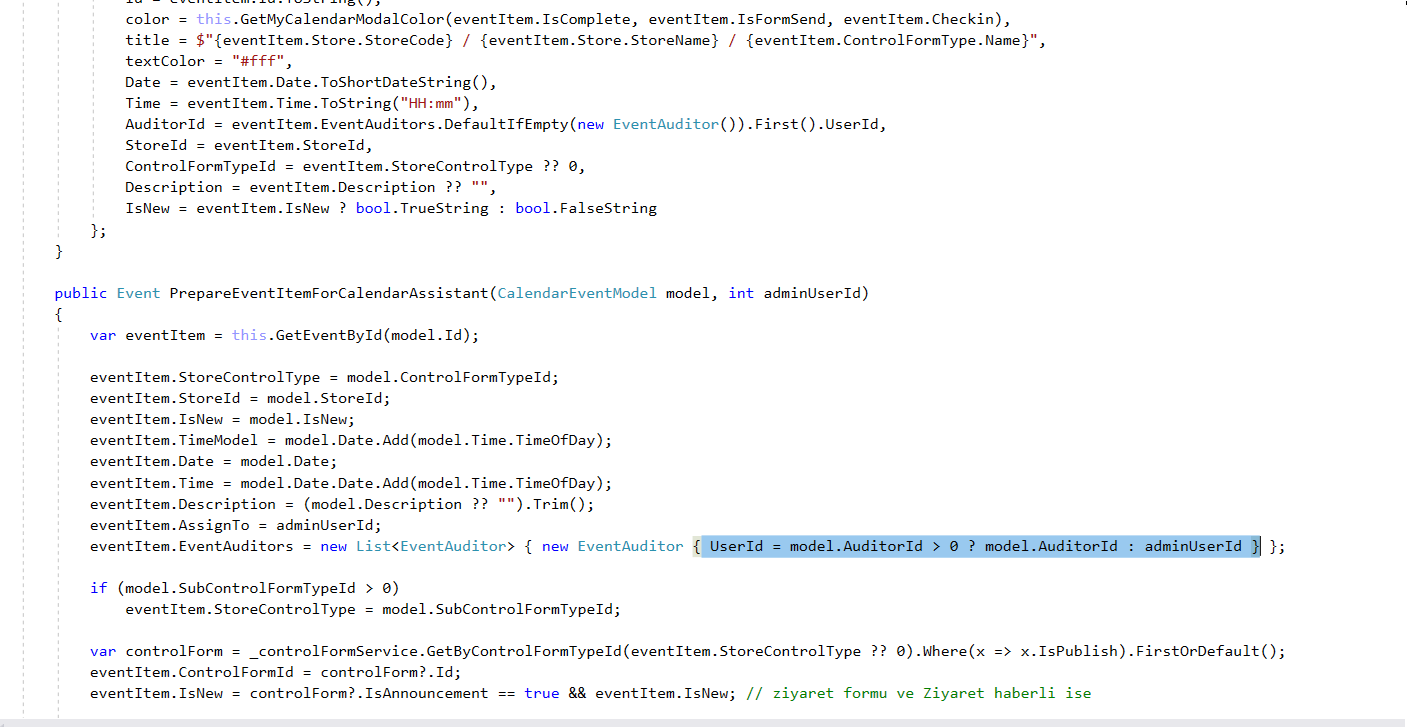 id = eventItem.Id.ToString(),
color = this.GetMyCalendarModalColor(eventItem.IsComplete, eventItem.IsFormSend, eventItem.Checkin),
title = $"{eventItem.Store.StoreCode} / {eventItem.Store.StoreName} / {eventItem.ControlFormType.Name}",
textColor = "#fff",
Date = eventItem.Date.ToShortDateString(),
Time = eventItem.Time.ToString("HH:mm"),
AuditorId = eventItem.EventAuditors.DefaultIfEmpty(new EventAuditor()).First().UserId,
StoreId = eventItem.StoreId,
ControlFormTypeId = eventItem.StoreControlType ?? 0,
Description = eventItem.Description ?? "",
IsNew = eventItem.IsNew ? bool.TrueString : bool.FalseString
};
}
public Event PrepareEventItemForCalendarAssistant(CalendarEventModel model, int adminUserId)
{
var eventItem = this.GetEventById(model.Id);
eventItem.StoreControlType = model.ControlFormTypeId;
eventItem.StoreId = model.StoreId;
eventItem.IsNew = model.IsNew;
eventItem.TimeModel = model.Date.Add(model.Time.TimeOfDay);
eventItem.Date = model.Date;
eventItem.Time = model.Date.Date.Add(model.Time.TimeOfDay);
eventItem.Description = (model.Description ?? "").Trim();
eventItem.AssignTo = adminUserId;
eventItem.EventAuditors = new List<EventAuditor> { new EventAuditor { UserId = model.AuditorId > 0 ? model.AuditorId : adminUserId } };
if (model.SubControlFormTypeId > 0)
eventItem.StoreControlType = model.SubControlFormTypeId;
var controlForm = _controlFormService.GetByControlFormTypeId(eventItem.StoreControlType ?? 0).Where(x => x.IsPublish).FirstOrDefault();
eventItem.ControlFormId = controlForm?.Id;
eventItem.IsNew = controlForm?.IsAnnouncement == true && eventItem.IsNew; // ziyaret formu ve Ziyaret haberli ise